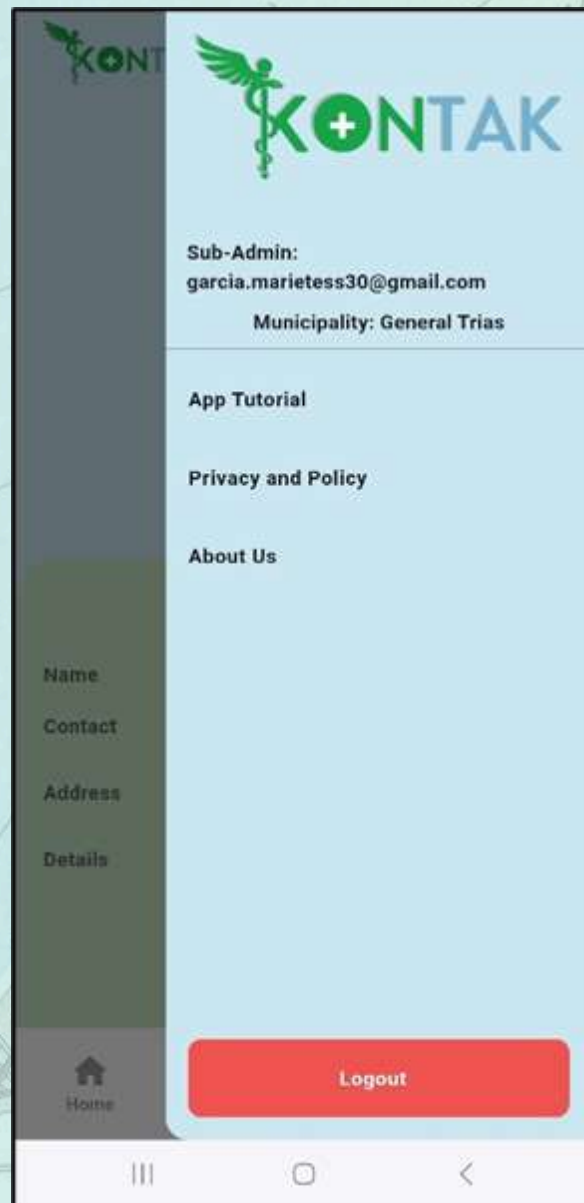 KONT
KONTAK
Sub-Admin:
garcia.marietess30@gmail.com
Municipality: General Trias
App Tutorial
Privacy and Policy
About Us
Name
Contact
Address
Details
Logout
Home